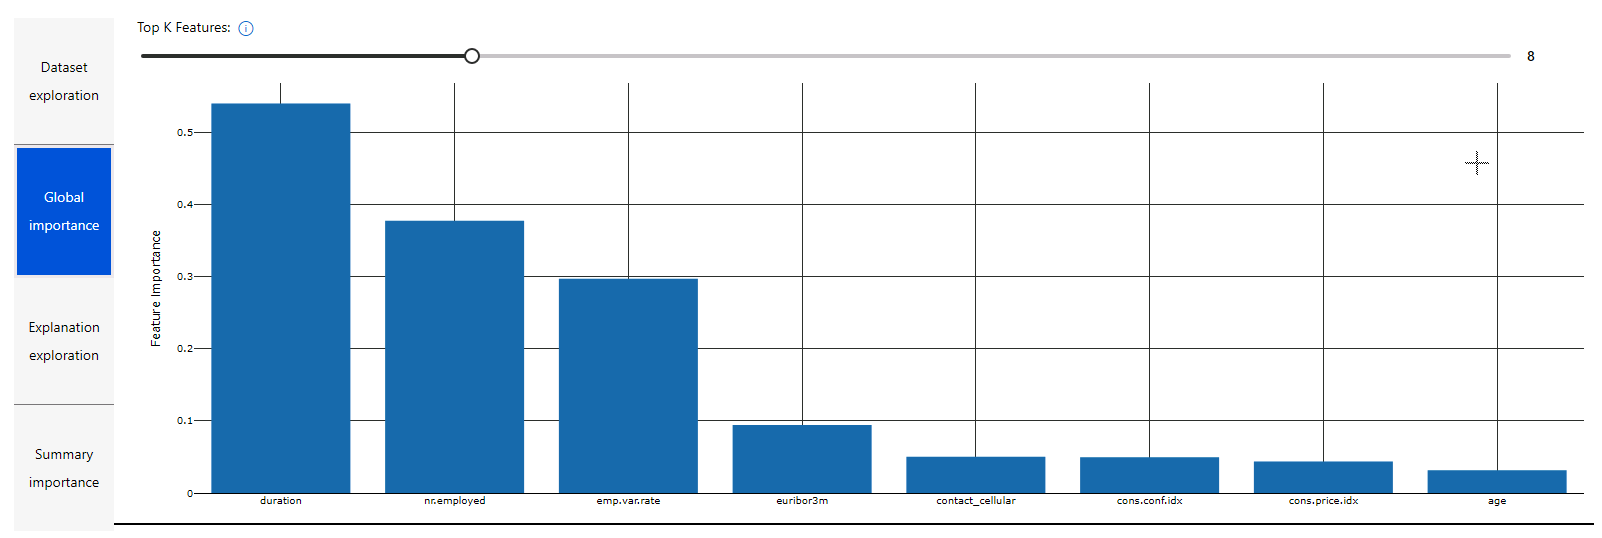 Top K Features:
8
Dataset
exploration
Global
importance
Explanation
exploration
Summary
importance
Feature Importance
0.5
0.4
0.3
0.2
0.1
0
duration nr.employed emp.var.rate euribor3m contact_cellular cons.conf.idx cons.price.idx age